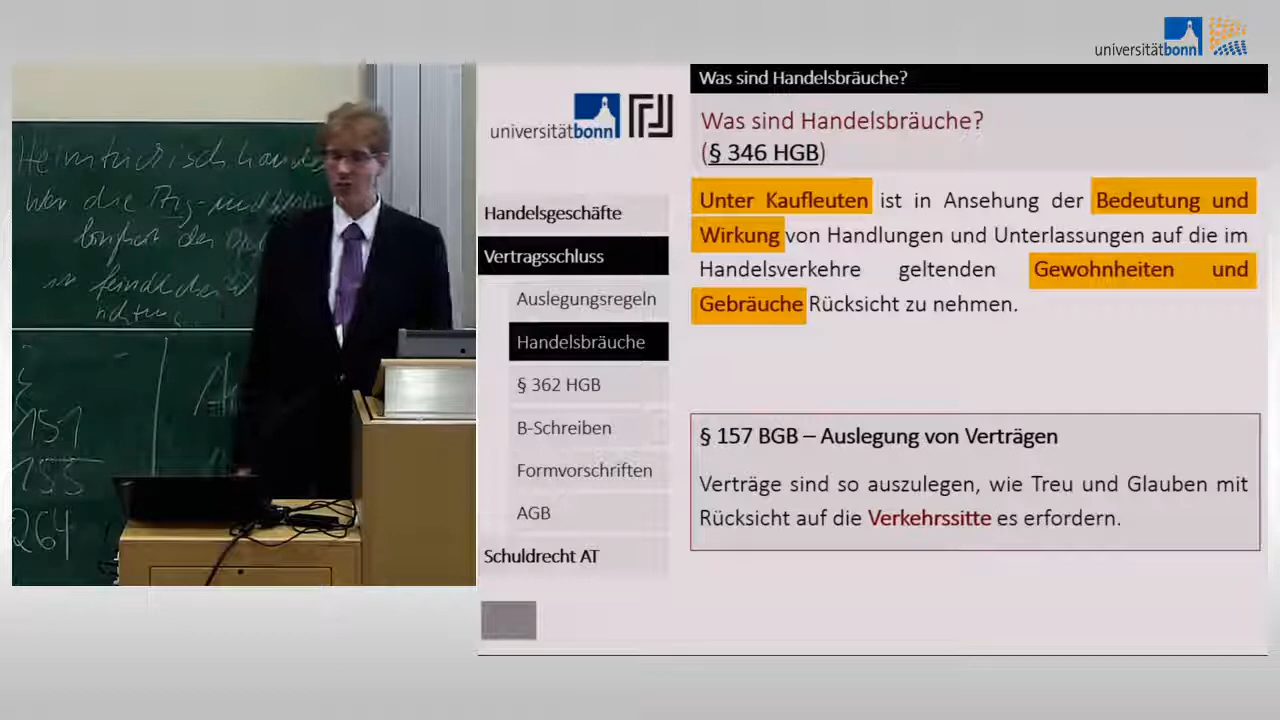 universitätbonn
Was sind Handelsbräuche?
universitätbonn
Was sind Handelsbräuche?
(§ 346 HGB)
Unter Kaufleuten ist in Ansehung der Bedeutung und
Wirkung von Handlungen und Unterlassungen auf die im
Handelsverkehre geltenden Gewohnheiten und
Gebräuche Rücksicht zu nehmen.
Handelsgeschäfte
Vertragsschluss
Auslegungsregeln
Handelsbräuche
§ 362 HGB
B-Schreiben
Formvorschriften
AGB
Schuldrecht AT
§ 157 BGB – Auslegung von Verträgen
Verträge sind so auszulegen, wie Treu und Glauben mit
Rücksicht auf die Verkehrssitte es erfordern.
151
155
264